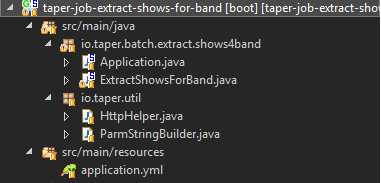 taper-job-extract-shows-for-band [boot] [taper-job-extract-sho
src/main/java
io.taper.batch.extract.shows4band
Application.java
ExtractShowsForBand.java
io.taper.util
HttpHelper.java
ParmStringBuilder.java
src/main/resources
application.yml